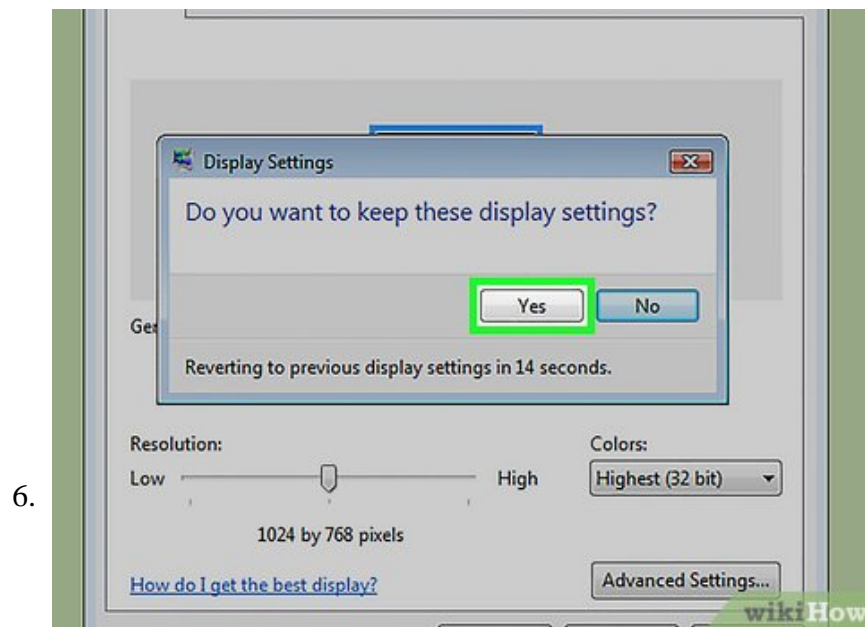 Display Settings
Do you want to keep these display settings?
Yes No
Reverting to previous display settings in 14 seconds.
Resolution: Colors:
Low High Highest (32 bit)
6.
1024 by 768 pixels
How do I get the best display? Advanced Settings...
wikiHow